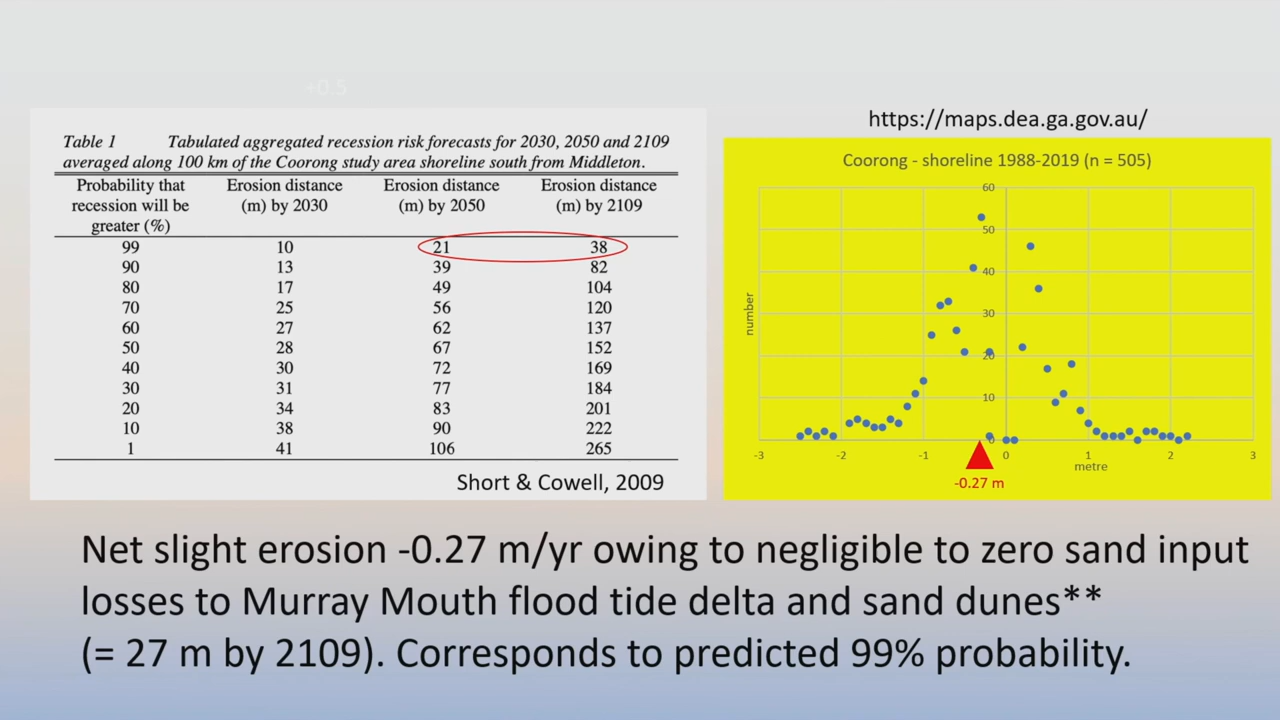 +0.5
Table 1 Tabulated aggregated recession risk forecasts for 2030, 2050 and 2109
averaged along 100 km of the Coorong study area shoreline south from Middleton.
Probability that Erosion distance Erosion distance Erosion distance
recession will be (m) by 2030 (m) by 2050 (m) by 2109
greater (%)
99 10 21 38
90 13 39 82
80 17 49 104
70 25 56 120
60 27 62 137
50 28 67 152
40 30 72 169
30 31 77 184
20 34 83 201
10 38 90 222
1 41 106 265
Short & Cowell, 2009
https://maps.dea.ga.gov.au/
Coorong - shoreline 1988-2019 (n = 505)
60
50
40
30
20
10
0
number
-3 -2 -1 0 1 2 3
metre
-0.27 m
Net slight erosion -0.27 m/yr owing to negligible to zero sand input
losses to Murray Mouth flood tide delta and sand dunes**
(= 27 m by 2109). Corresponds to predicted 99% probability.